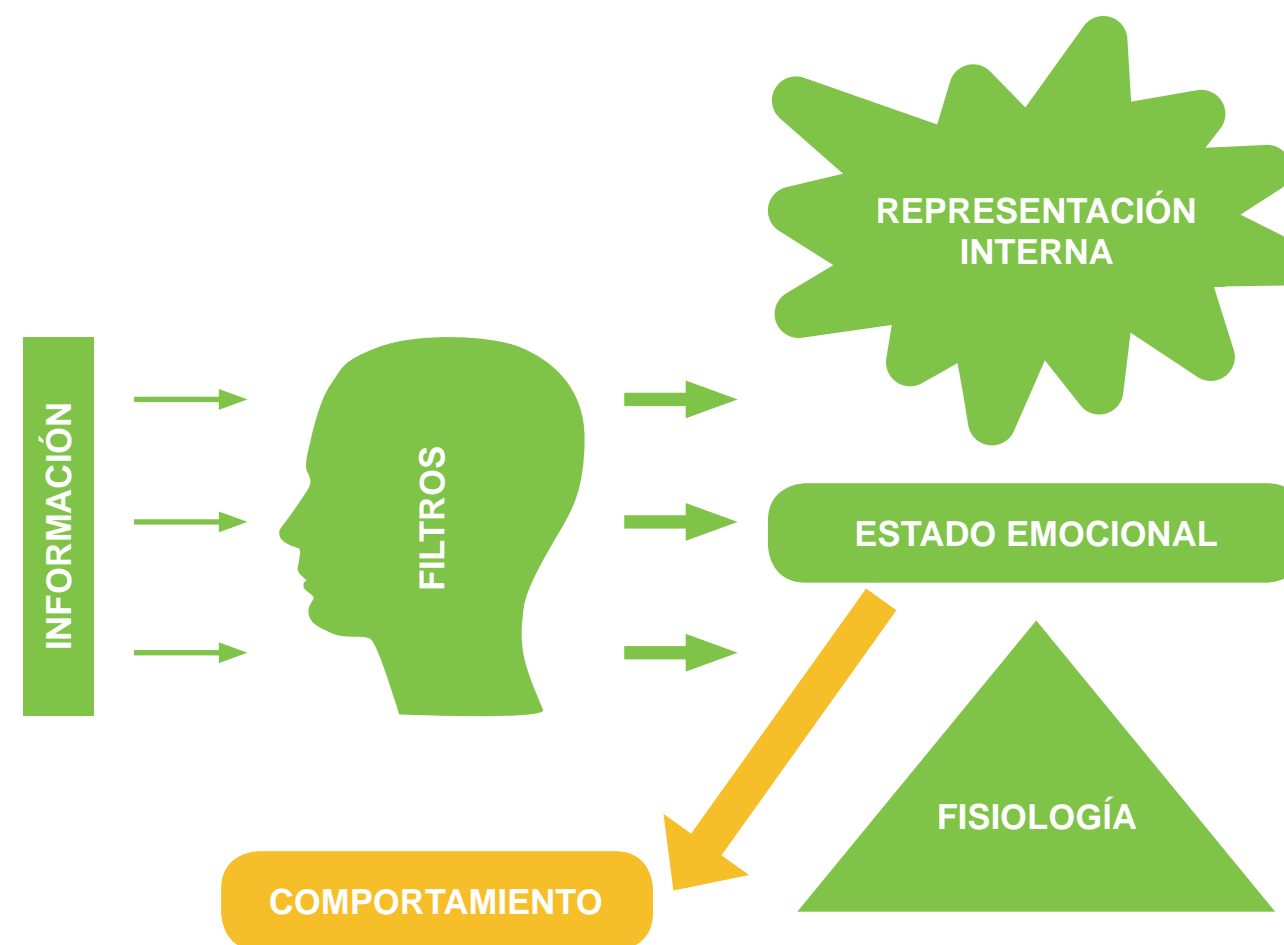 INFORMACIÓN
FILTROS
REPRESENTACIÓN
INTERNA
ESTADO EMOCIONAL
FISIOLOGÍA
COMPORTAMIENTO